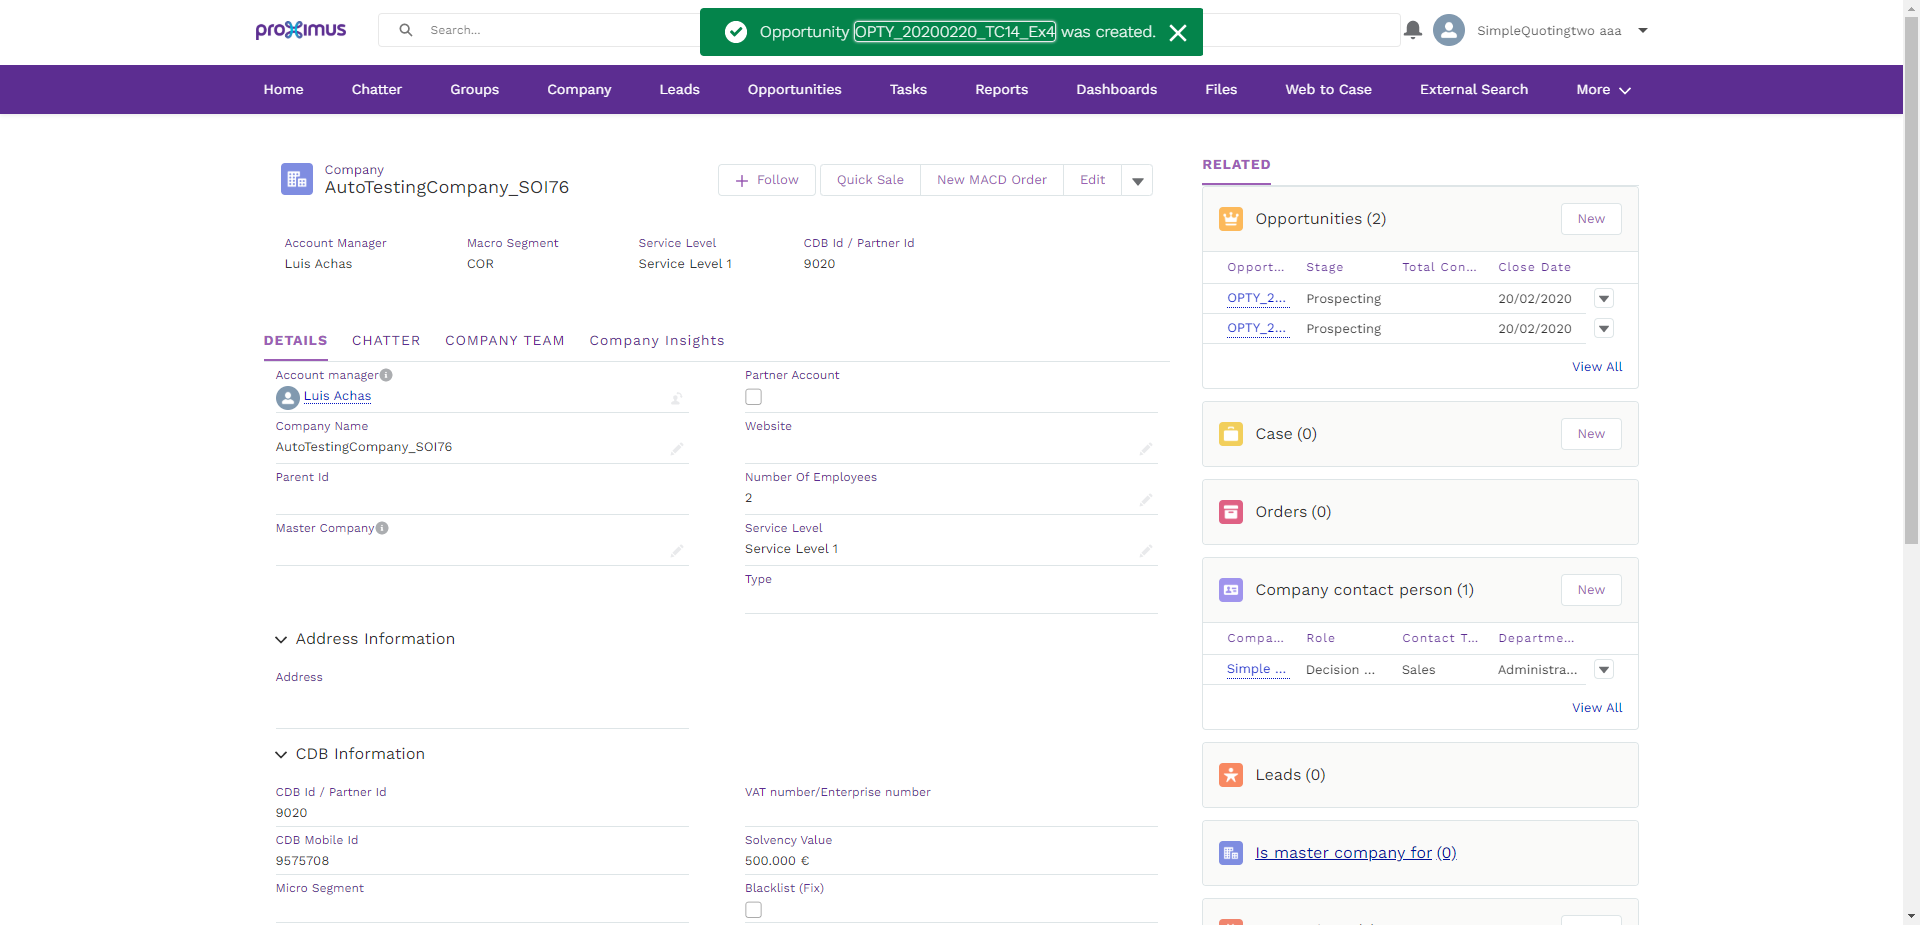 proximus
Search...
Opportunity OPTY_20200220_TC14_Ex4 was created.
SimpleQuotingtwo aaa
Home Chatter Groups Company Leads Opportunities Tasks Reports Dashboards Files Web to Case External Search More
Company
AutoTestingCompany_SOI76
Follow Quick Sale New MACD Order Edit
Account Manager Macro Segment Service Level CDB Id / Partner Id
Luis Achas COR Service Level 1 9020
DETAILS CHATTER COMPANY TEAM Company Insights
Account manager
Luis Achas
Partner Account
Company Name
AutoTestingCompany_SOI76
Website
Parent Id
Number Of Employees
2
Master Company
Service Level
Service Level 1
Type
Address Information
Address
CDB Information
CDB Id / Partner Id
9020
VAT number/Enterprise number
CDB Mobile Id
9575708
Solvency Value
500.000 €
Micro Segment
Blacklist (Fix)
RELATED
Opportunities (2)
New
Opport... Stage Total Con... Close Date
OPTY_2... Prospecting 20/02/2020
OPTY_2... Prospecting 20/02/2020
View All
Case (0)
New
Orders (0)
Company contact person (1)
New
Compa... Role Contact T... Departme...
Simple ... Decision ... Sales Administra...
View All
Leads (0)
Is master company for (0)